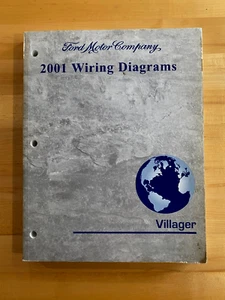 Ford Motor Company
2001 Wiring Diagrams
Villager